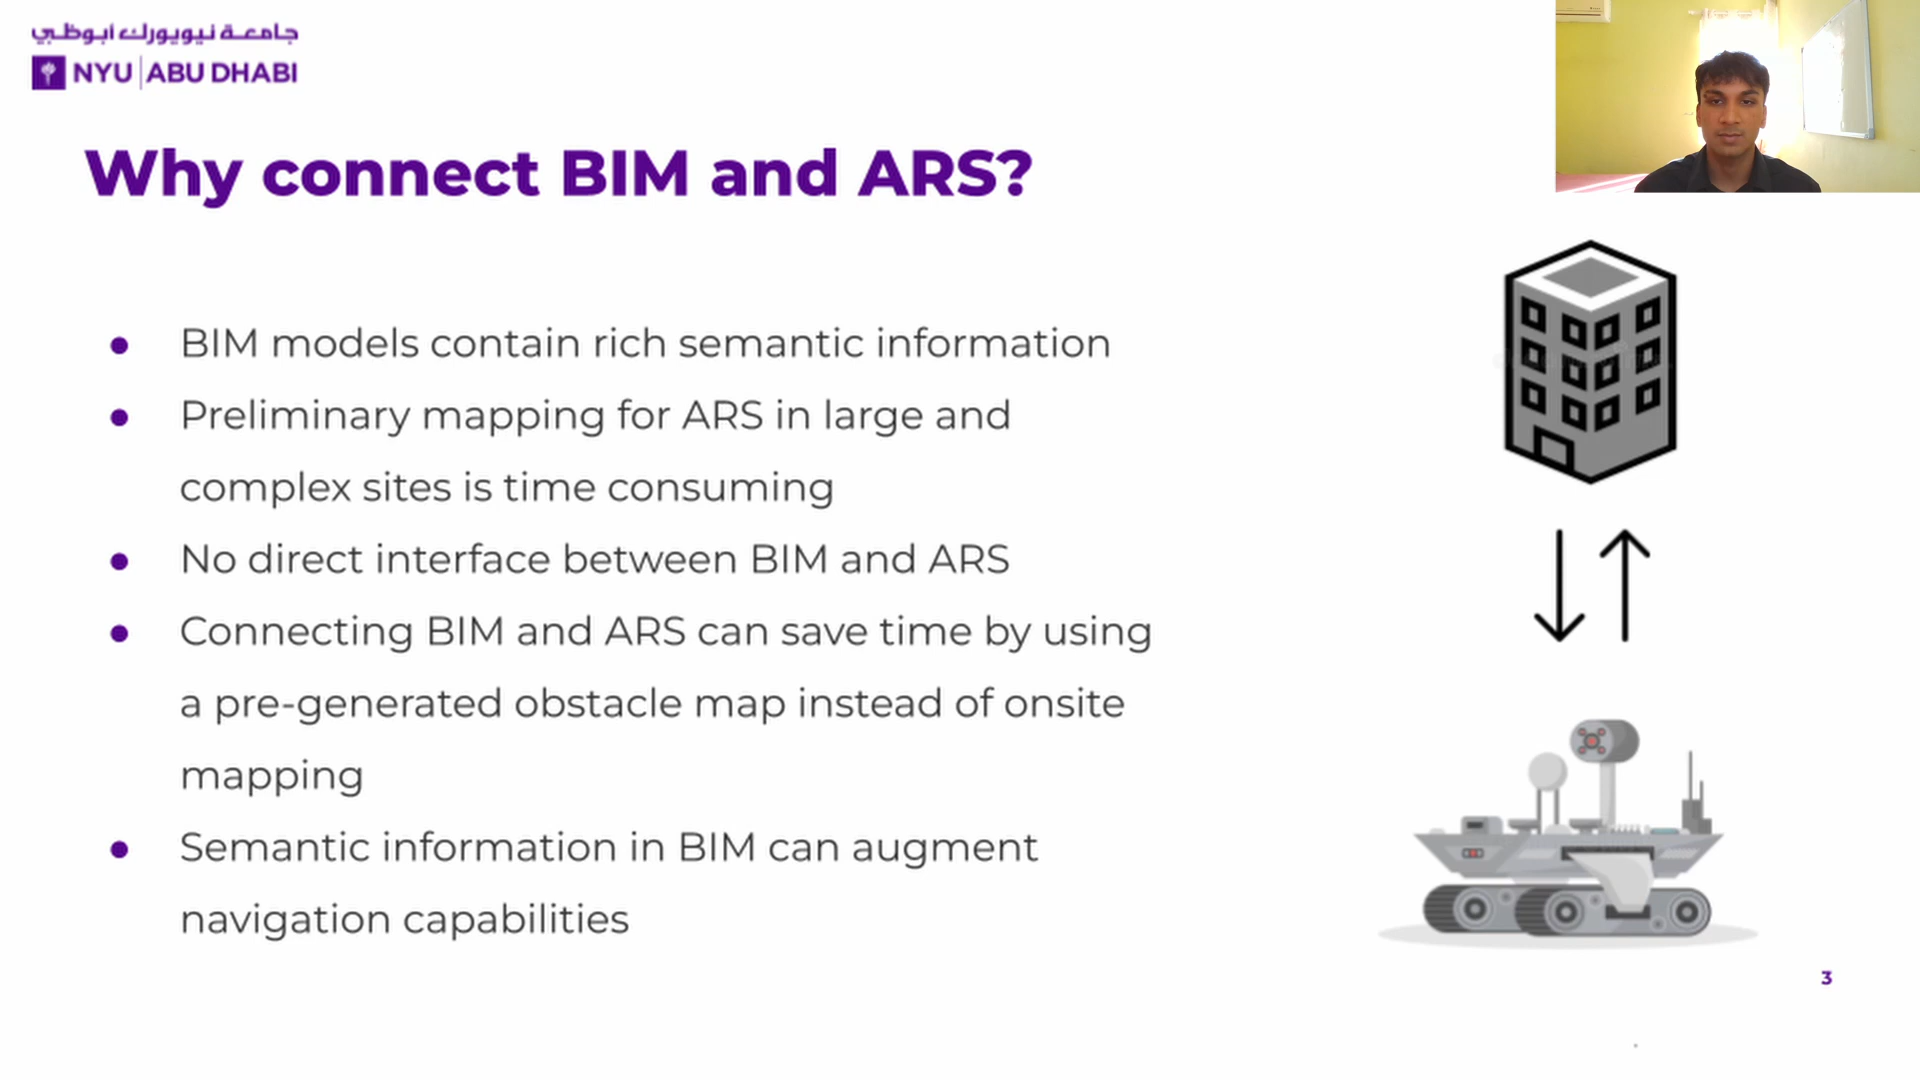 جامعـة نيويورك أبوظبي
NYU | ABU DHABI
Why connect BIM and ARS?
● BIM models contain rich semantic information
● Preliminary mapping for ARS in large and
complex sites is time consuming
● No direct interface between BIM and ARS
● Connecting BIM and ARS can save time by using
a pre-generated obstacle map instead of onsite
mapping
● Semantic information in BIM can augment
navigation capabilities
3